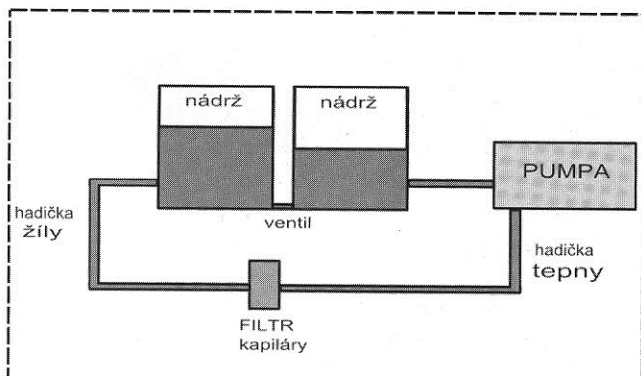 nádrž
nádrž
PUMPA
hadička
žíly
ventil
hadička
tepny
FILTR
kapiláry